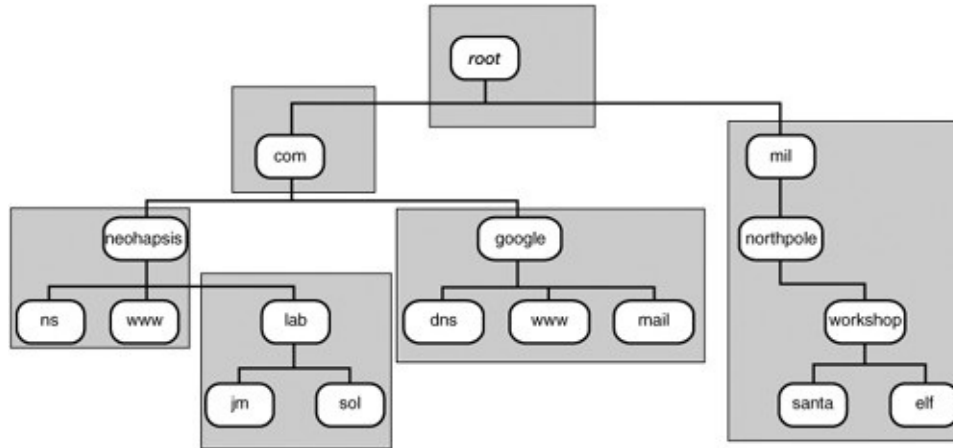 root
com
mil
neohapsis
google
northpole
ns
www
lab
dns
www
mail
workshop
jm
sol
santa
elf